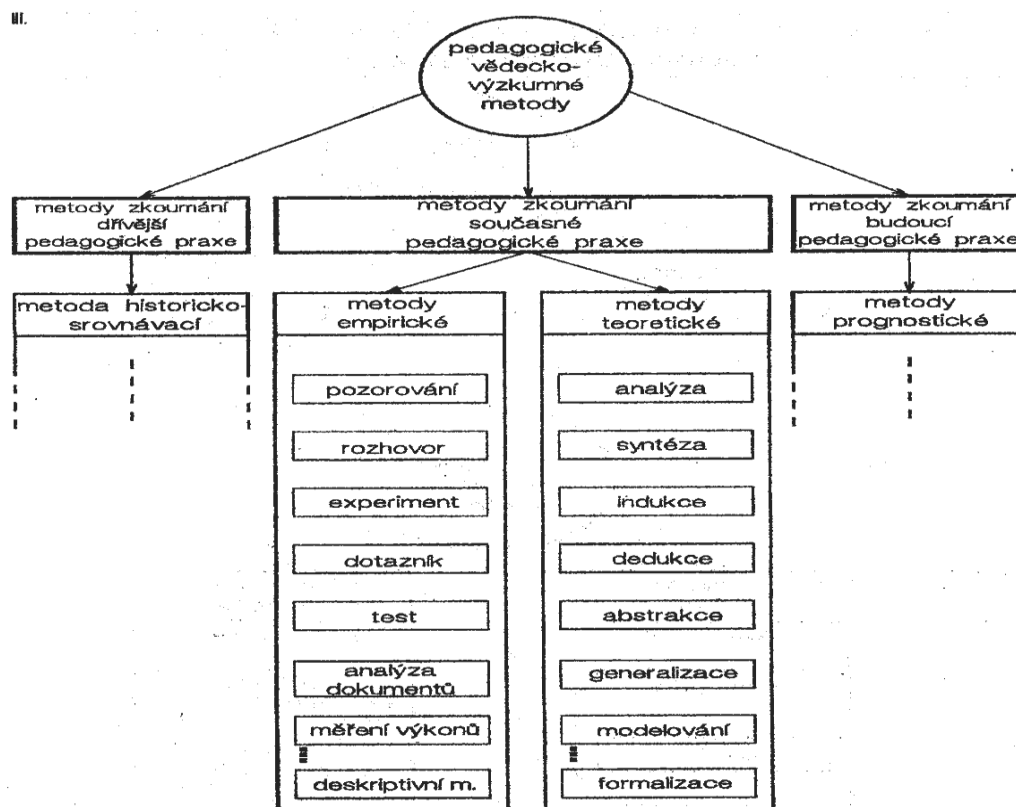 pedagogické
vědecko-
výzkumné
metody
metody zkoumání
dřívější
pedagogické praxe
metody zkoumání
současné
pedagogické praxe
metody zkoumání
budoucí
pedagogické praxe
metoda historicko-
srovnávací
metody
empirické
metody
teoretické
metody
prognostické
pozorování
rozhovor
experiment
dotazník
test
analýza
dokumentů
měření výkonů
deskriptivní m.
analýza
syntéza
indukce
dedukce
abstrakce
generalizace
modelování
formalizace